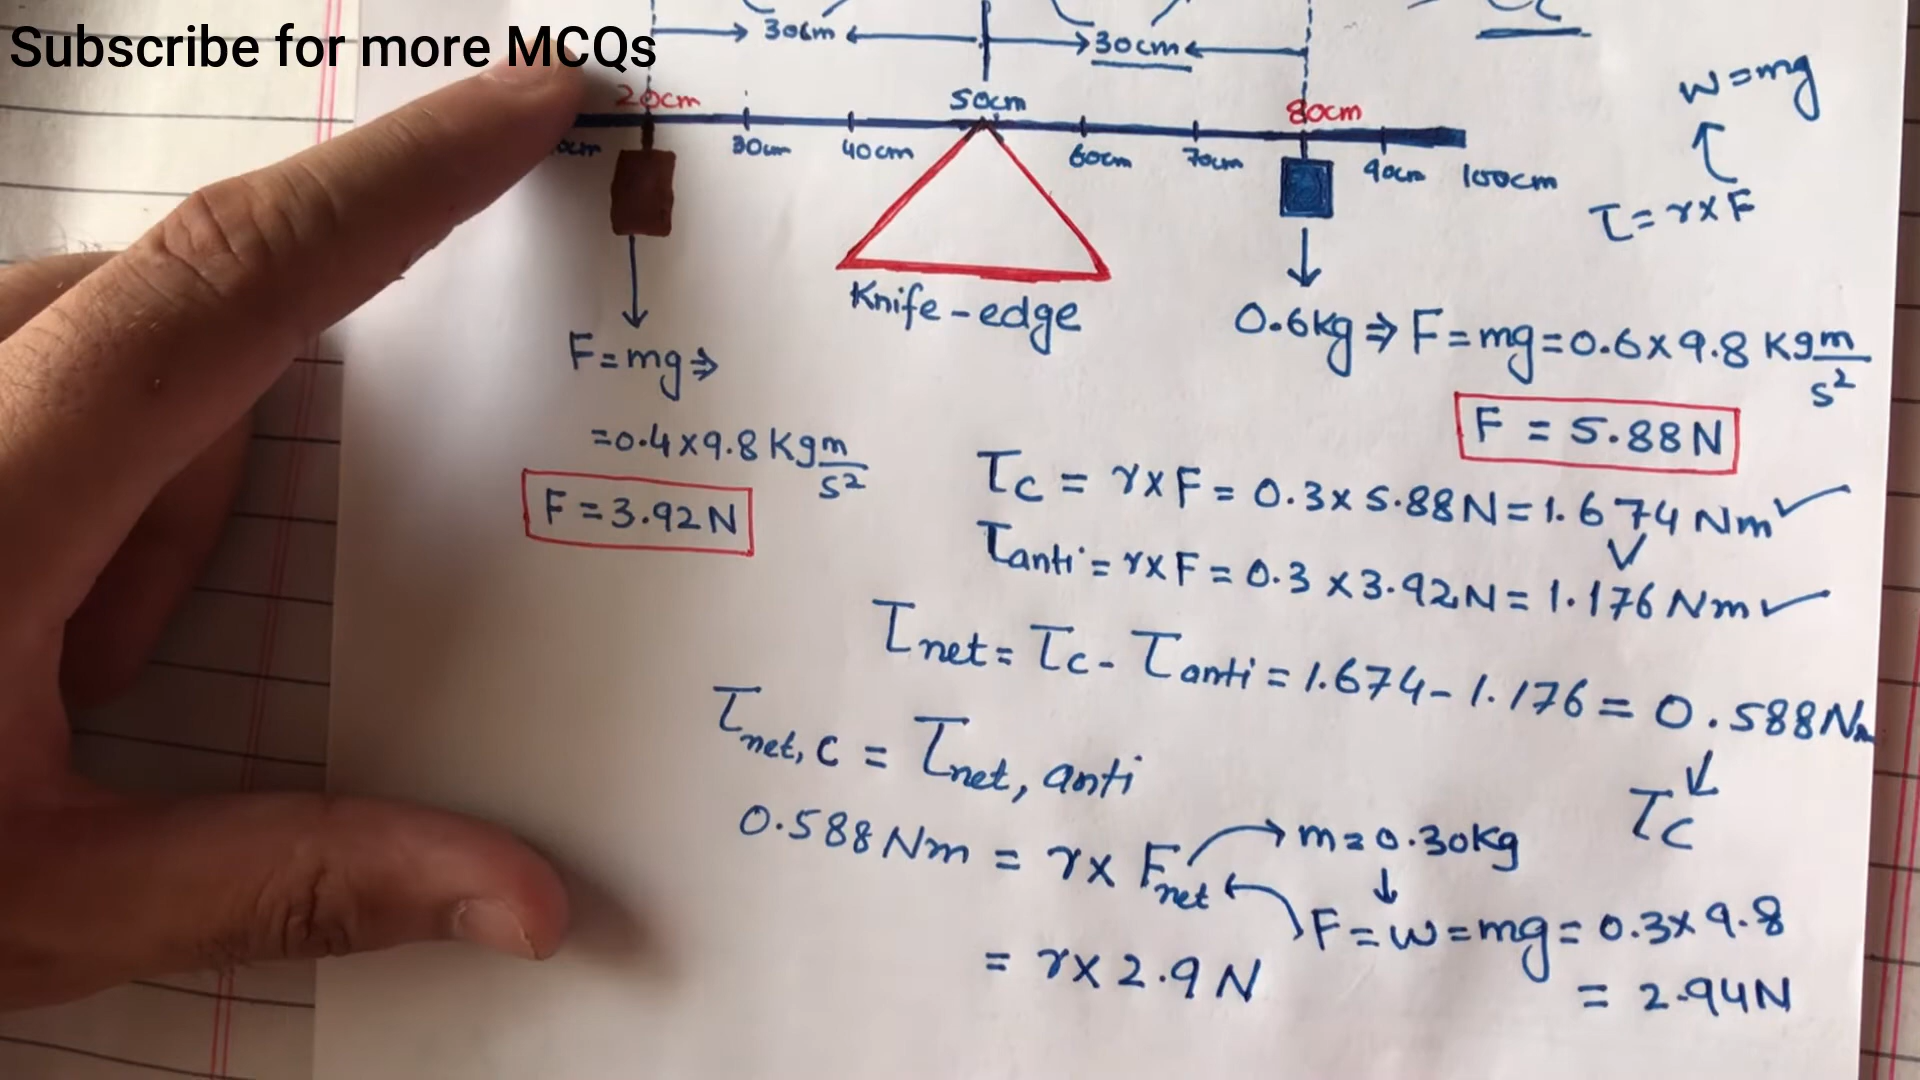 Subscribe for more MCQs
30cm
30cm
W=mg
20cm
50cm
80cm
30cm
40cm
60cm
70cm
90cm
100cm
τ=r×F
Knife-edge
0.6kg⇒F=mg=0.6×9.8 Kgm/s²
F=mg⇒
F = 5.88N
=0.4×9.8 Kgm/s²
F=3.92N
τc = r×F = 0.3×5.88N=1.674 Nm
τanti = r×F = 0.3×3.92N = 1.176 Nm
τnet = τc - τanti = 1.674-1.176 = 0.588Nm
τnet,c = τnet,anti
τc
0.588Nm = r× Fnet
m=0.30Kg
F=w=mg=0.3×9.8
= r×2.9N
= 2.94N